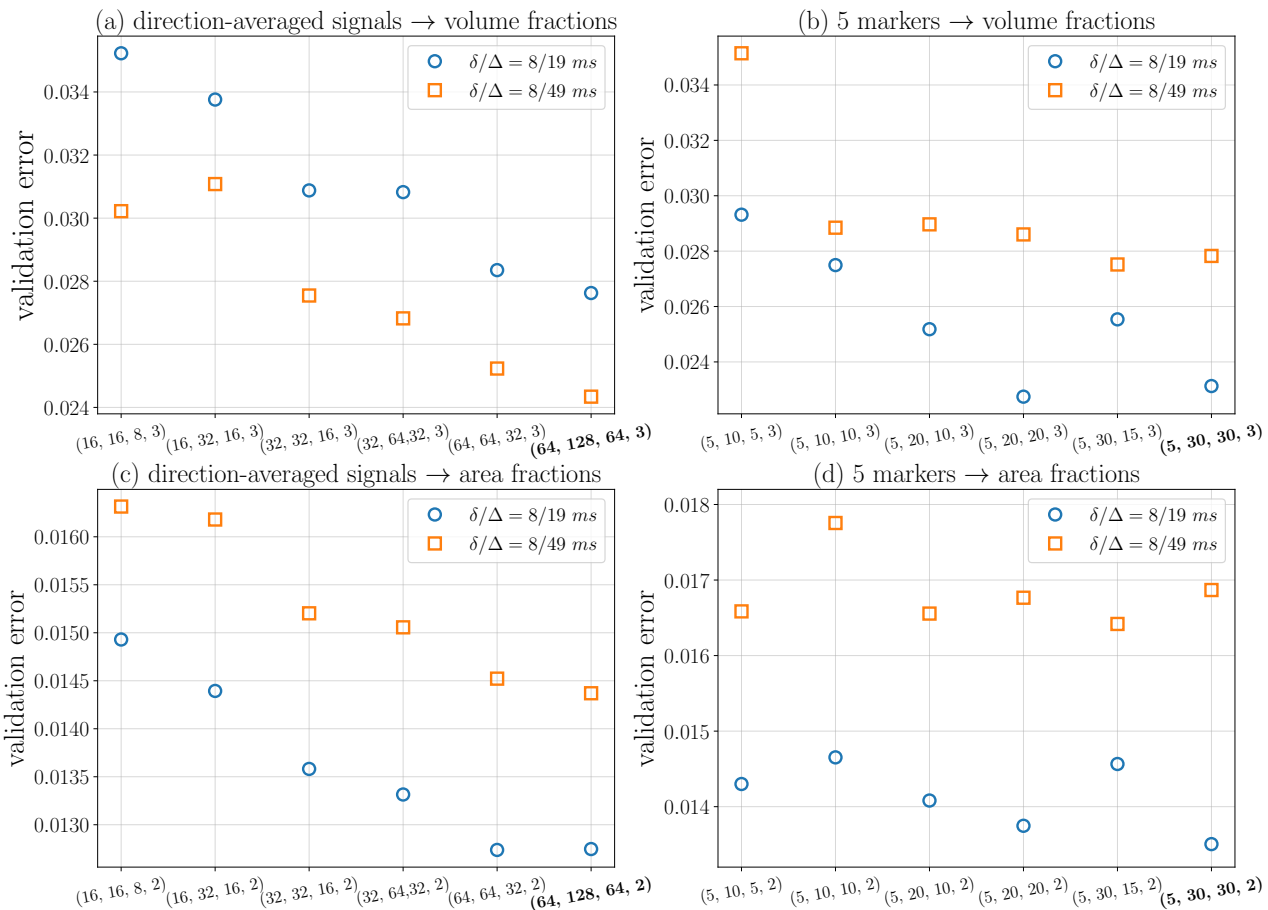 (a) direction-averaged signals → volume fractions
δ/Δ = 8/19 ms
δ/Δ = 8/49 ms
validation error
0.034
0.032
0.030
0.028
0.026
0.024
(16, 16, 8, 3)
(16, 32, 16, 3)
(32, 32, 16, 3)
(32, 64,32, 3)
(64, 64, 32, 3)
(64, 128, 64, 3)
(b) 5 markers → volume fractions
δ/Δ = 8/19 ms
δ/Δ = 8/49 ms
validation error
0.034
0.032
0.030
0.028
0.026
0.024
(5, 10, 5, 3)
(5, 10, 10, 3)
(5, 20, 10, 3)
(5, 20, 20, 3)
(5, 30, 15, 3)
(5, 30, 30, 3)
(c) direction-averaged signals → area fractions
δ/Δ = 8/19 ms
δ/Δ = 8/49 ms
validation error
0.0160
0.0155
0.0150
0.0145
0.0140
0.0135
0.0130
(16, 16, 8, 2)
(16, 32, 16, 2)
(32, 32, 16, 2)
(32, 64,32, 2)
(64, 64, 32, 2)
(64, 128, 64, 2)
(d) 5 markers → area fractions
δ/Δ = 8/19 ms
δ/Δ = 8/49 ms
validation error
0.018
0.017
0.016
0.015
0.014
(5, 10, 5, 2)
(5, 10, 10, 2)
(5, 20, 10, 2)
(5, 20, 20, 2)
(5, 30, 15, 2)
(5, 30, 30, 2)